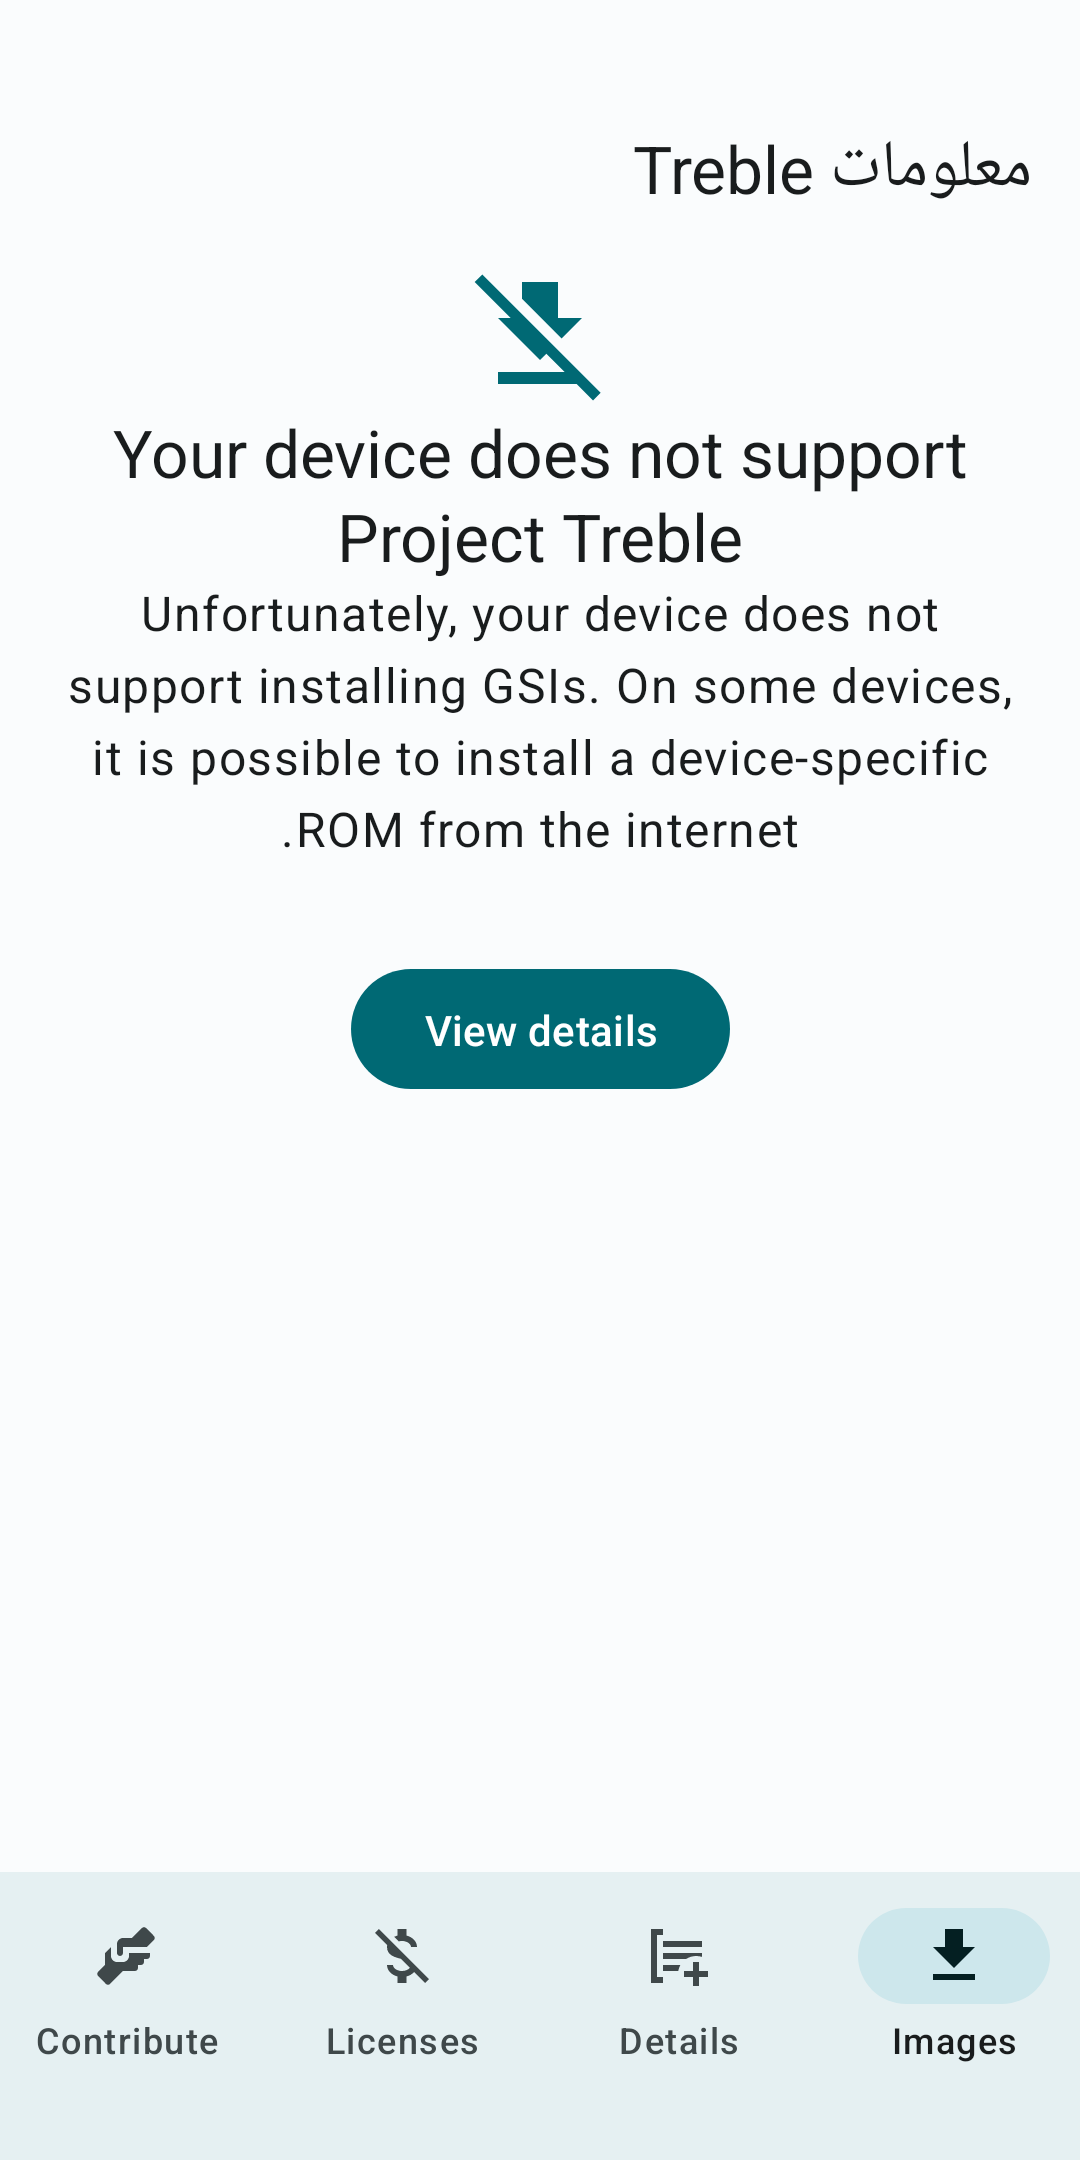 معلومات Treble
Your device does not support
Project Treble
Unfortunately, your device does not
support installing GSIs. On some devices,
it is possible to install a device-specific
.ROM from the internet
View details
Contribute
Licenses
Details
Images